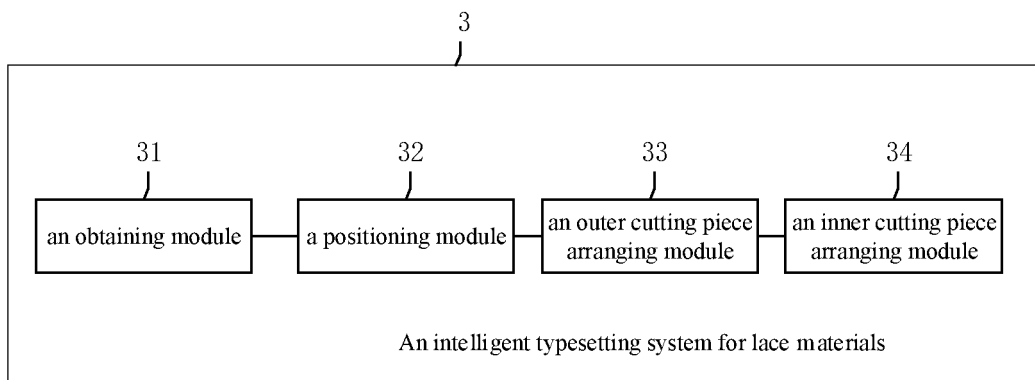 3
31
32
33
34
an obtaining module
a positioning module
an outer cutting piece
arranging module
an inner cutting piece
arranging module
An intelligent typesetting system for lace materials